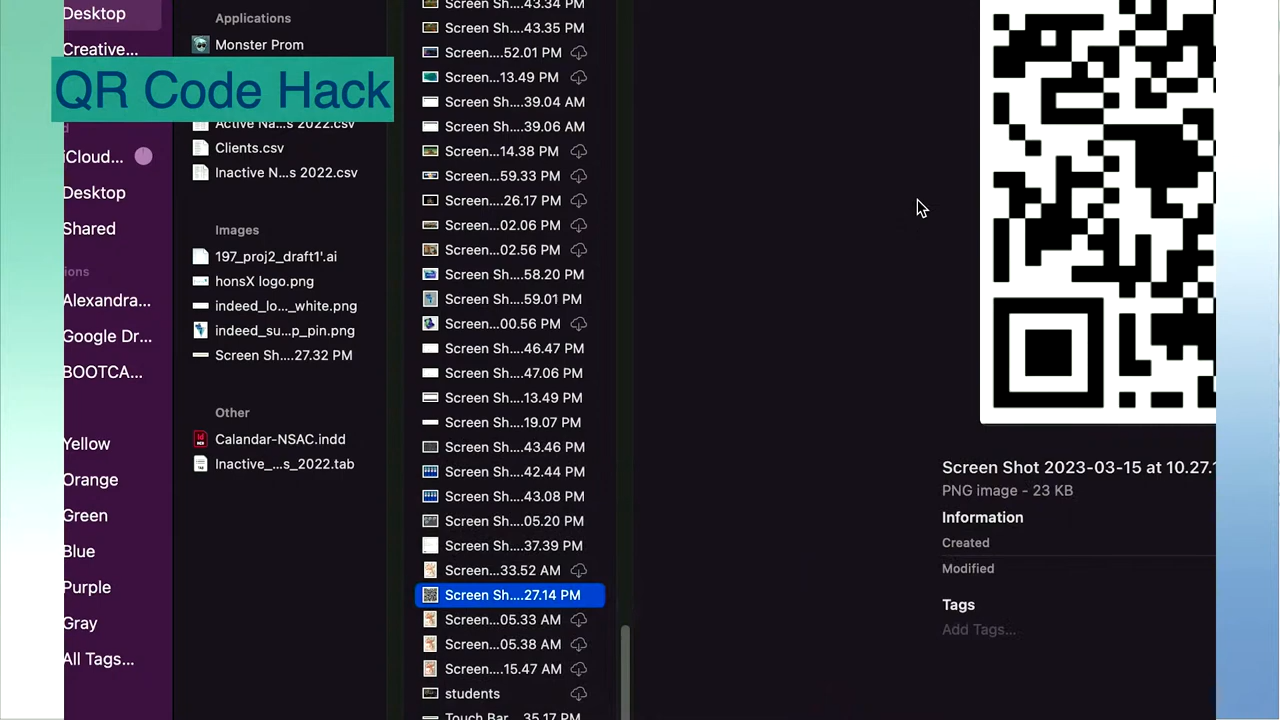 Desktop
Creative...
QR Code Hack
iCloud...
Desktop
Shared
ions
Alexandra...
Google Dr...
BOOTCA...
Yellow
Orange
Green
Blue
Purple
Gray
All Tags...
Applications
Monster Prom
Active Na...s 2022.csv
Clients.csv
Inactive N...s 2022.csv
Images
197_proj2_draft1'.ai
honsX logo.png
indeed_lo..._white.png
indeed_su...p_pin.png
Screen Sh....27.32 PM
Other
Calandar-NSAC.indd
Inactive_...s_2022.tab
Screen Sh....43.34 PM
Screen Sh....43.35 PM
Screen....52.01 PM
Screen...13.49 PM
Screen Sh....39.04 AM
Screen Sh....39.06 AM
Screen...14.38 PM
Screen...59.33 PM
Screen....26.17 PM
Screen...02.06 PM
Screen...02.56 PM
Screen Sh....58.20 PM
Screen Sh....59.01 PM
Screen...00.56 PM
Screen Sh....46.47 PM
Screen Sh....47.06 PM
Screen Sh....13.49 PM
Screen Sh....19.07 PM
Screen Sh....43.46 PM
Screen Sh....42.44 PM
Screen Sh....43.08 PM
Screen Sh....05.20 PM
Screen Sh....37.39 PM
Screen...33.52 AM
Screen Sh....27.14 PM
Screen...05.33 AM
Screen...05.38 AM
Screen....15.47 AM
students
Touch Bar ...35.17 PM
Screen Shot 2023-03-15 at 10.27.1
PNG image - 23 KB
Information
Created
Modified
Tags
Add Tags...